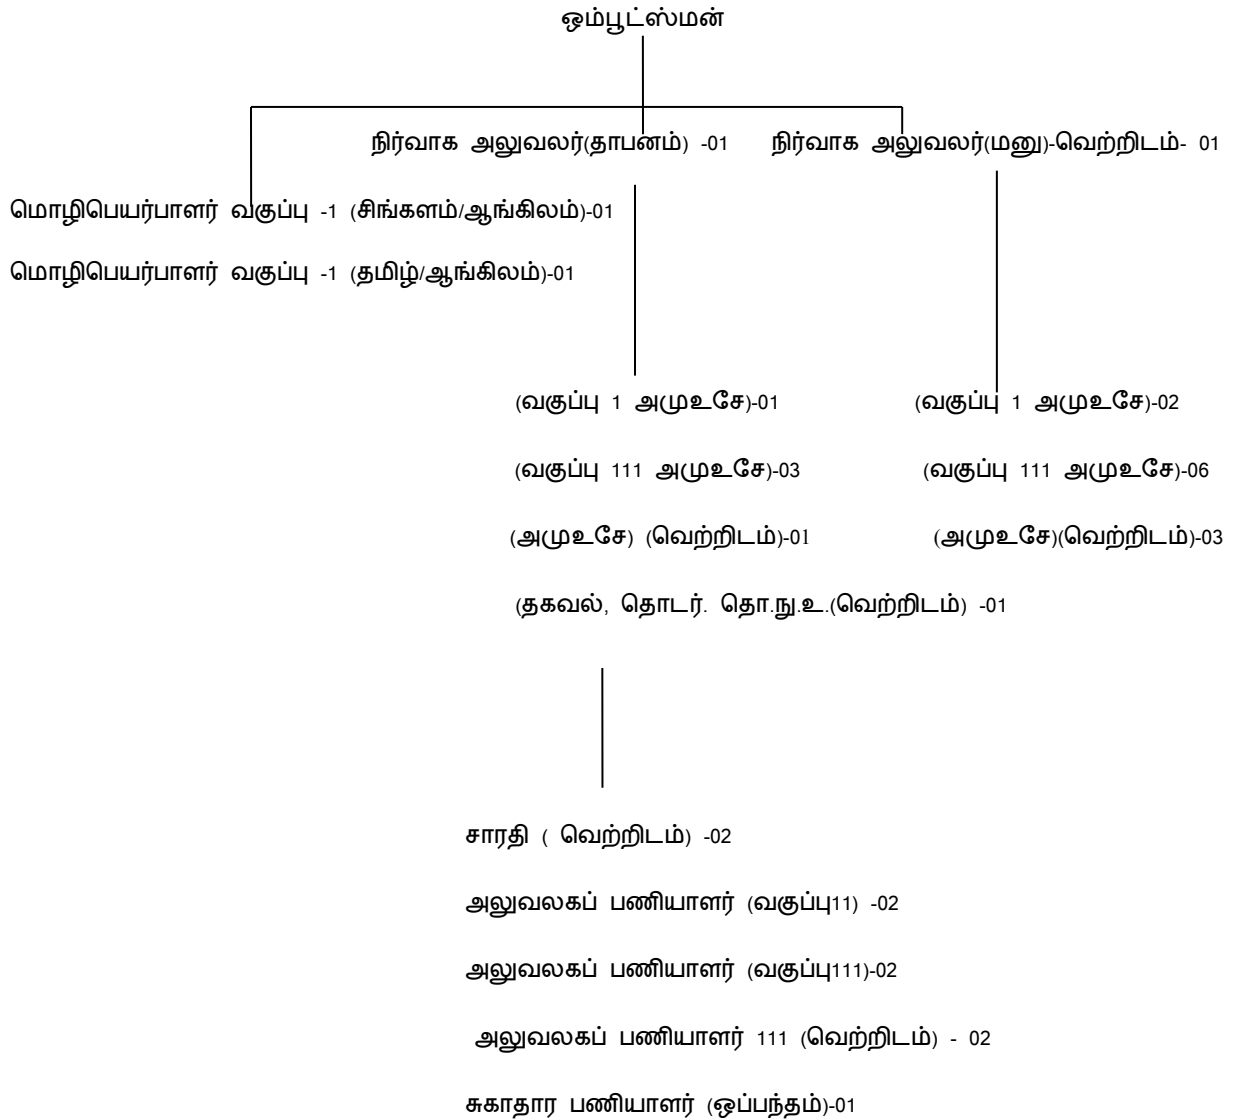 ஒம்பூட்ஸ்மன்
நிர்வாக அலுவலர்(தாபனம்) -01 நிர்வாக அலுவலர்(மனு)-வெற்றிடம்- 01
மொழிபெயர்பாளர் வகுப்பு -1 (சிங்களம்/ஆங்கிலம்)-01
மொழிபெயர்பாளர் வகுப்பு -1 (தமிழ்/ஆங்கிலம்)-01
(வகுப்பு 1 அமுஉசே)-01 (வகுப்பு 1 அமுஉசே)-02
(வகுப்பு 111 அமுஉசே)-03 (வகுப்பு 111 அமுஉசே)-06
(அமுஉசே) (வெற்றிடம்)-01 (அமுஉசே)(வெற்றிடம்)-03
(தகவல், தொடர். தொ.நு.உ.(வெற்றிடம்) -01
சாரதி ( வெற்றிடம்) -02
அலுவலகப் பணியாளர் (வகுப்பு11) -02
அலுவலகப் பணியாளர் (வகுப்பு111)-02
அலுவலகப் பணியாளர் 111 (வெற்றிடம்) - 02
சுகாதார பணியாளர் (ஒப்பந்தம்)-01